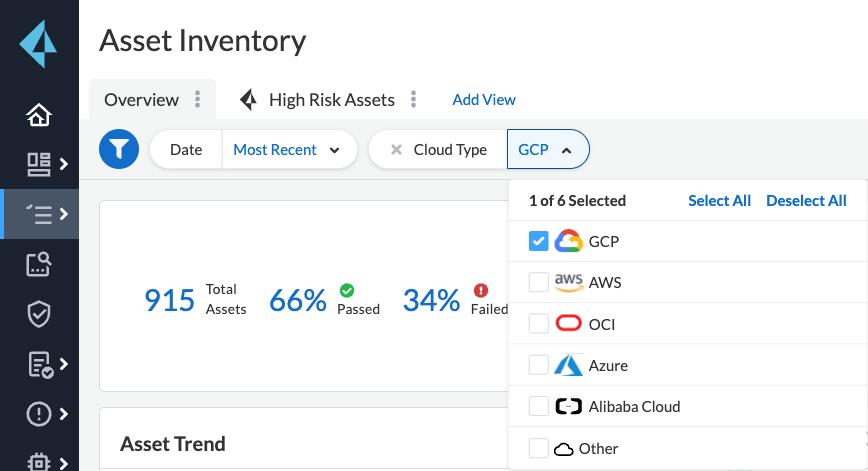 Asset Inventory
Overview
High Risk Assets
Add View
Date
Most Recent
Cloud Type
GCP
1 of 6 Selected
Select All
Deselect All
GCP
aws AWS
OCI
Azure
Alibaba Cloud
Other
915 Total Assets
66% Passed
34% Failed
Asset Trend